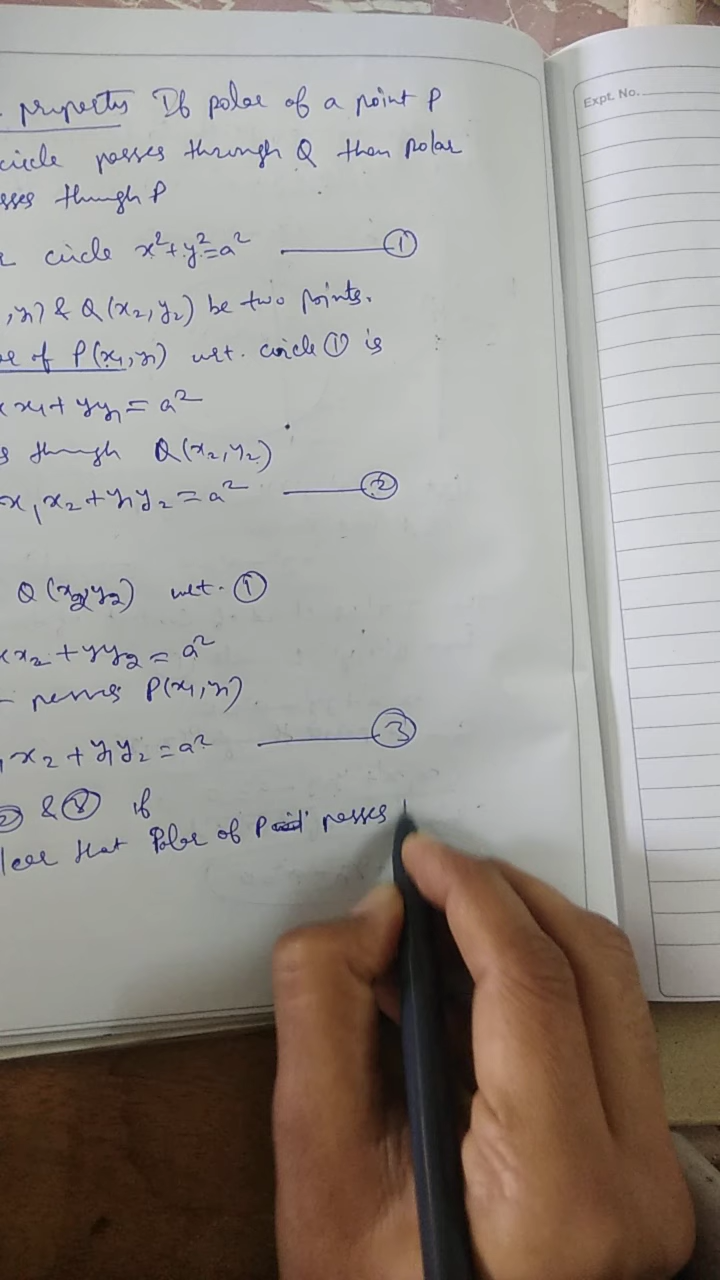 property If polar of a point P
circle passes through Q then polar
sses through P
circle x²+y²=a² ——— ①
, y₁) & Q(x₂, y₂) be two points.
of P(x₁, y₁) wrt. circle ① is
xx₁ + yy₁ = a²
s through Q(x₂, y₂)
x₁x₂ + y₁y₂ = a² ——— ②
Q(x₂, y₂) wrt. ①
xx₂ + yy₂ = a²
passes P(x₁, y₁)
x₂ + y₁y₂ = a² ——— ③
② & ③ if
lear that Polar of P passes
Expt. No.